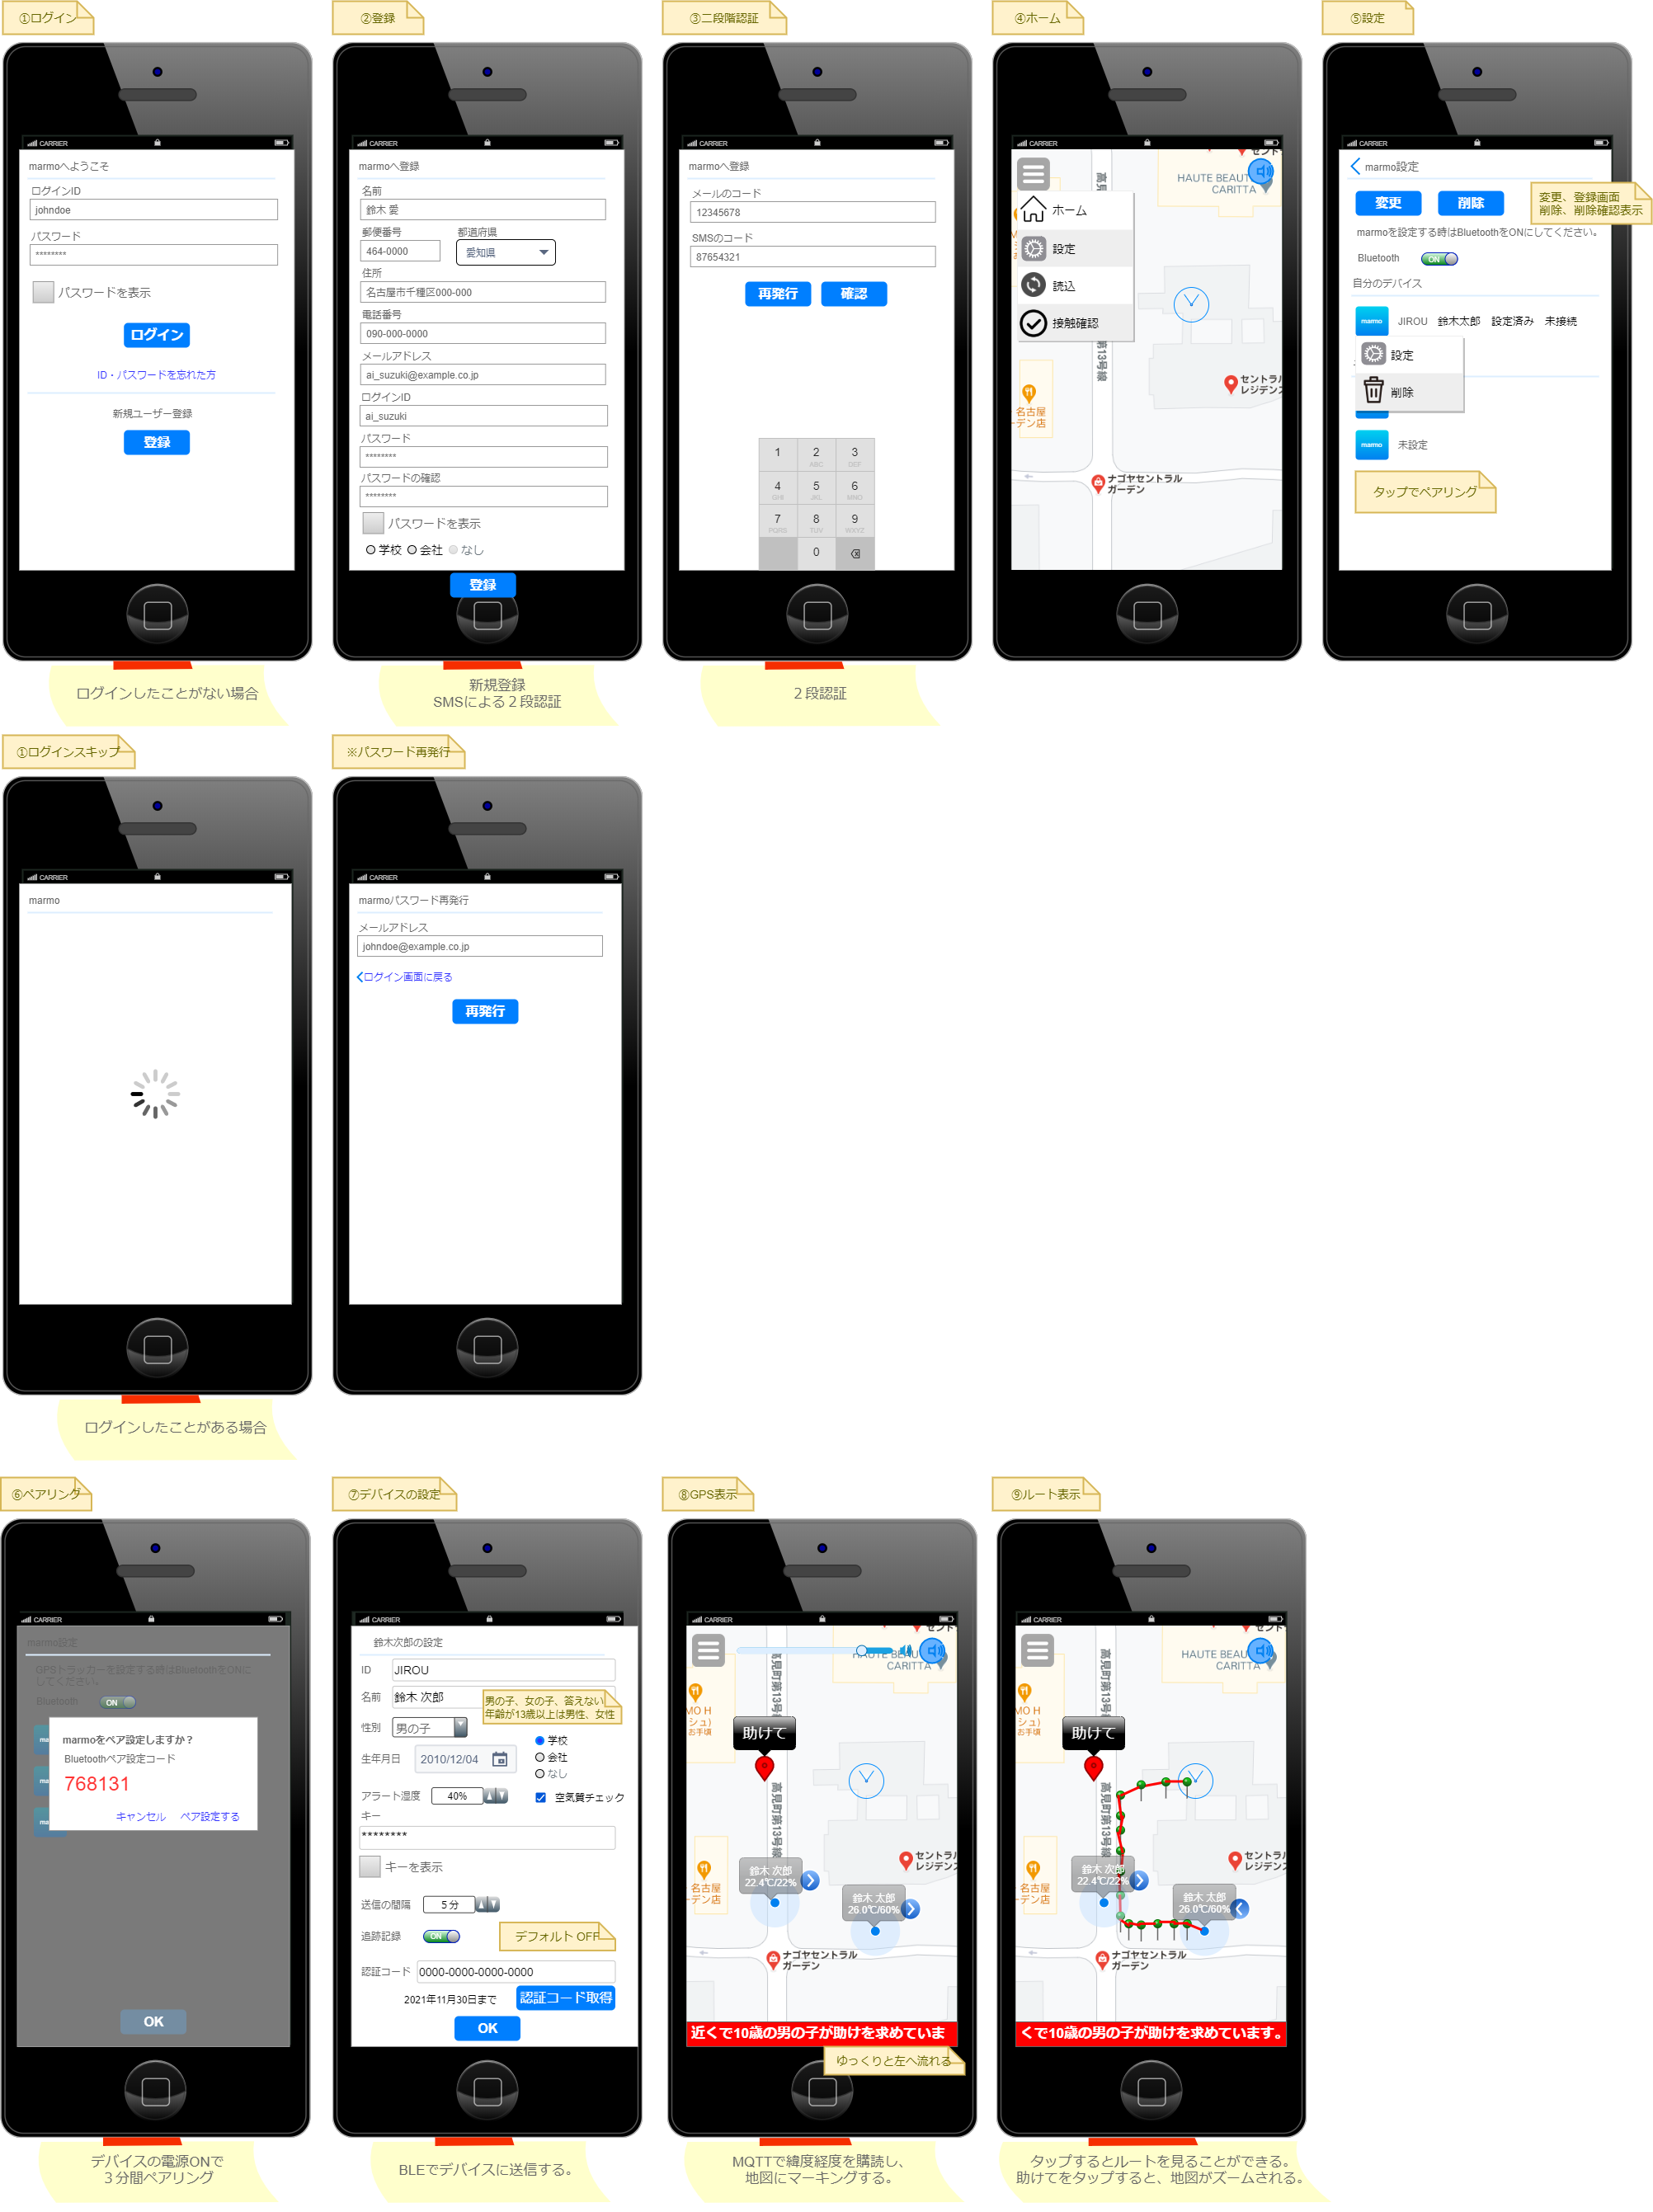 ①ログイン
CARRIER
marmoへようこそ
ログインID
johndoe
パスワード
********
パスワードを表示
ログイン
ID・パスワードを忘れた方
新規ユーザー登録
登録
ログインしたことがない場合
②登録
CARRIER
marmoへ登録
名前
鈴木 愛
郵便番号 都道府県
464-0000 愛知県
住所
名古屋市千種区000-000
電話番号
090-000-0000
メールアドレス
ai_suzuki@example.co.jp
ログインID
ai_suzuki
パスワード
********
パスワードの確認
********
パスワードを表示
学校 会社 なし
登録
新規登録
SMSによる２段認証
③二段階認証
CARRIER
marmoへ登録
メールのコード
12345678
SMSのコード
87654321
再発行 確認
1 2 3
ABC DEF
4 5 6
GHI JKL MNO
7 8 9
PQRS TUV WXYZ
0
２段認証
④ホーム
CARRIER
HAUTE BEAU
CARITTA
ホーム
設定
読込
接触確認
高見
第13号線
セントラル
レジデンス
名古屋
ーデン店
ナゴヤセントラル
ガーデン
⑤設定
CARRIER
marmo設定
変更 削除
変更、登録画面
削除、削除確認表示
marmoを設定する時はBluetoothをONにしてください。
Bluetooth ON
自分のデバイス
marmo JIROU 鈴木太郎 設定済み 未接続
設定
削除
marmo 未設定
タップでペアリング
①ログインスキップ
CARRIER
marmo
ログインしたことがある場合
※パスワード再発行
CARRIER
marmoパスワード再発行
メールアドレス
johndoe@example.co.jp
ログイン画面に戻る
再発行
⑥ペアリング
CARRIER
marmo設定
GPSトラッカーを設定する時はBluetoothをONに
してください。
Bluetooth ON
marmoをペア設定しますか？
Bluetoothペア設定コード
768131
キャンセル ペア設定する
OK
デバイスの電源ONで
３分間ペアリング
⑦デバイスの設定
CARRIER
鈴木次郎の設定
ID JIROU
名前 鈴木 次郎
男の子、女の子、答えない
年齢が13歳以上は男性、女性
性別 男の子
学校
会社
なし
生年月日 2010/12/04
アラート湿度 40% 空気質チェック
キー
********
キーを表示
送信の間隔 5 分
追跡記録 ON
デフォルト OFF
認証コード 0000-0000-0000-0000
2021年11月30日まで 認証コード取得
OK
BLEでデバイスに送信する。
⑧GPS表示
CARRIER
HAUTE BEAU
CARITTA
MO H
シュ)
お手頃
助けて
高見町第13号線
セントラル
レジデンス
鈴木 次郎
22.4℃/22%
鈴木 太郎
26.0℃/60%
名古屋
ーデン店
ナゴヤセントラル
ガーデン
近くで10歳の男の子が助けを求めていま
ゆっくりと左へ流れる
MQTTで緯度経度を購読し、
地図にマーキングする。
⑨ルート表示
CARRIER
HAUTE BEAU
CARITTA
MO H
シュ)
お手頃
助けて
高見町第13号線
セントラル
レジデンス
鈴木 次郎
22.4℃/22%
鈴木 太郎
26.0℃/60%
名古屋
ーデン店
ナゴヤセントラル
ガーデン
くで10歳の男の子が助けを求めています。
タップするとルートを見ることができる。
助けてをタップすると、地図がズームされる。